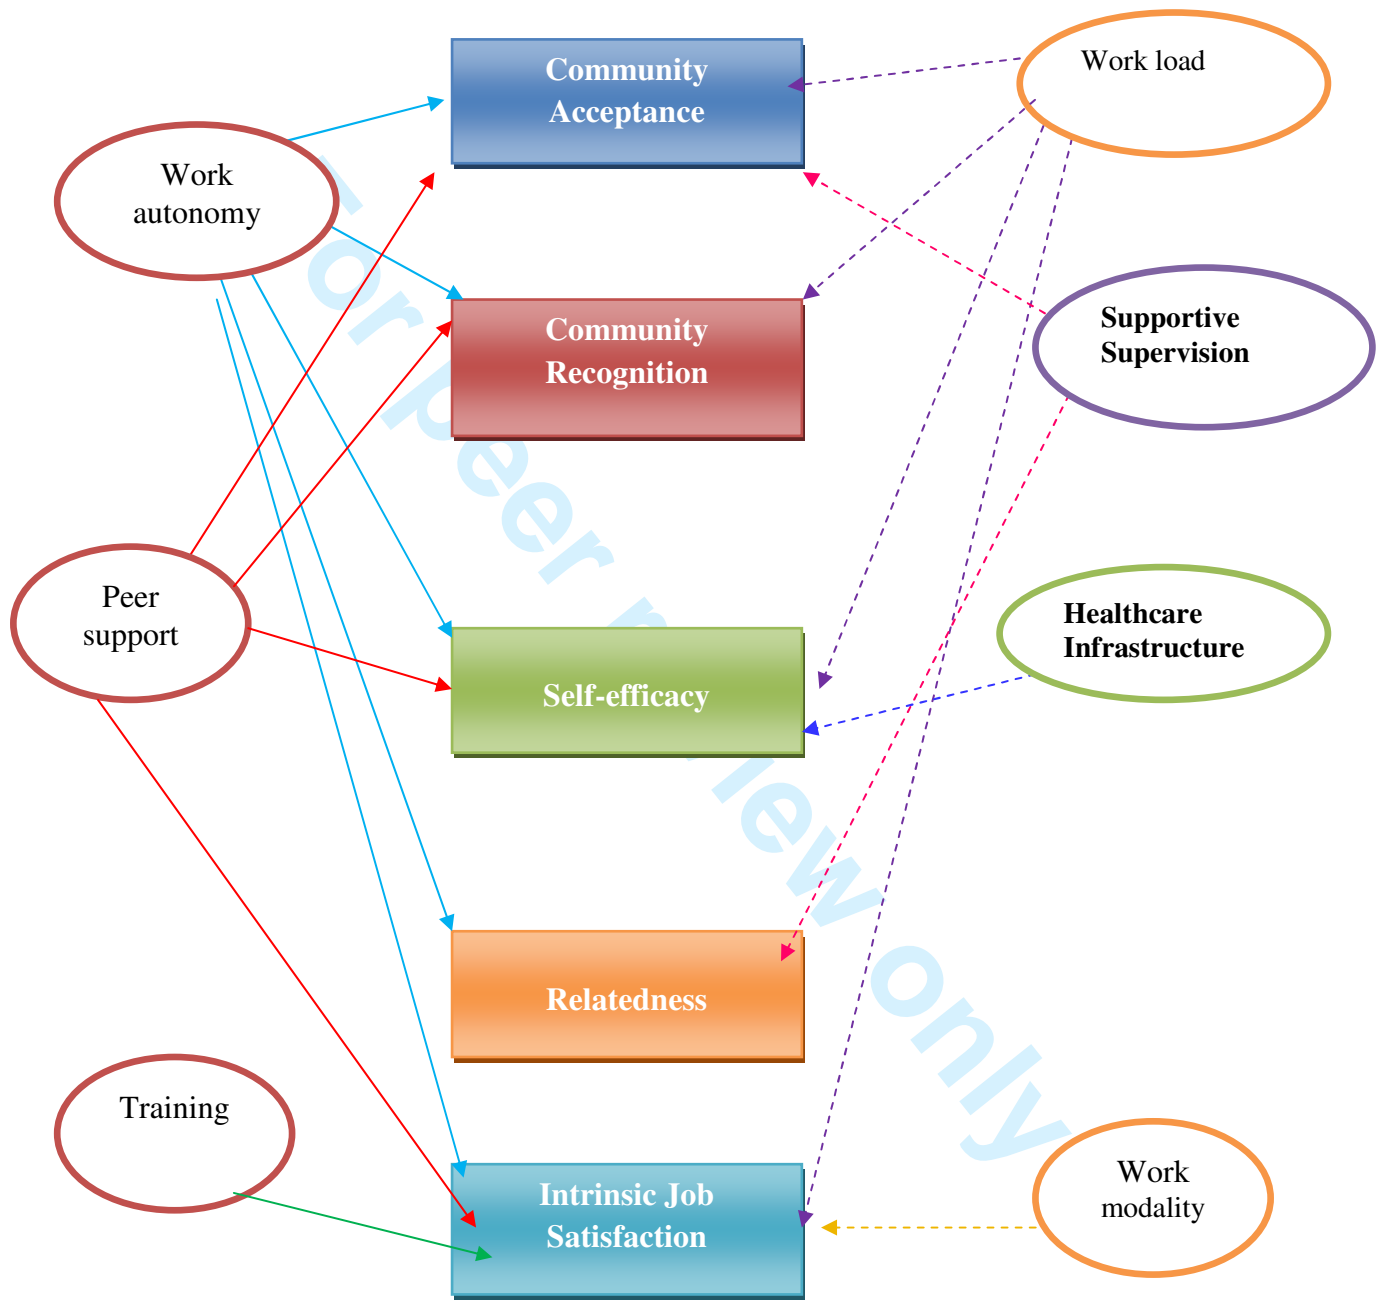 Community
Acceptance
Work load
Work
autonomy
Community
Recognition
Supportive
Supervision
Peer
support
Healthcare
Infrastructure
Self-efficacy
Relatedness
Training
Intrinsic Job
Satisfaction
Work
modality
For peer review only